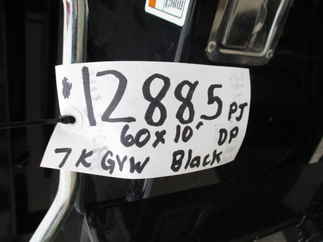 $12885 PJ
60x10' DP
7K GVW Black